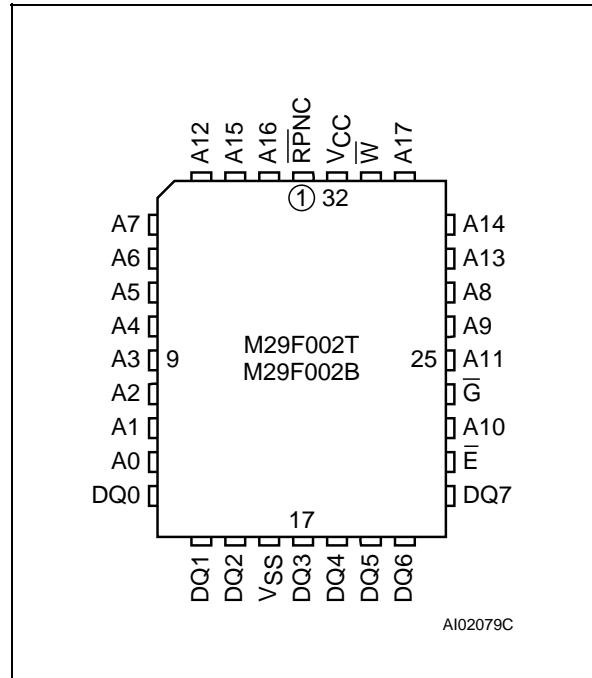 A12 A15 A16 R̅P̅NC VCC W̅ A17
① 32
A7 A14
A6 A13
A5 A8
A4 A9
M29F002T
A3 9 25 A11
M29F002B
A2 G̅
A1 A10
A0 E̅
DQ0 DQ7
17
DQ1 DQ2 VSS DQ3 DQ4 DQ5 DQ6
AI02079C